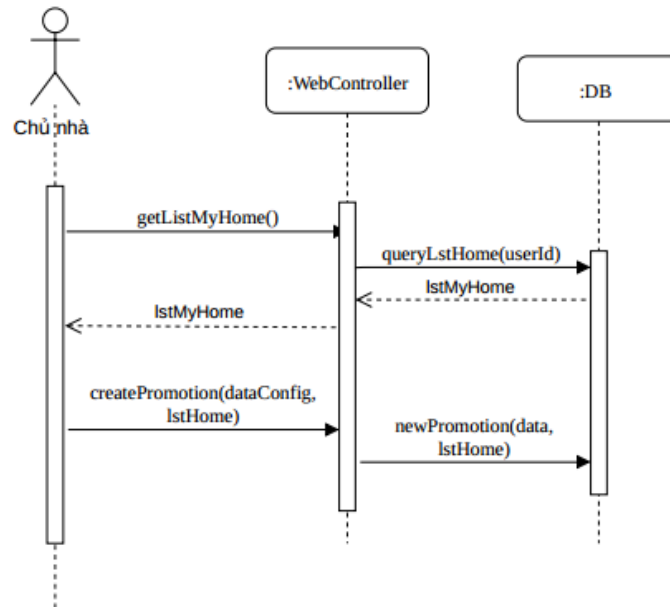 :WebController
:DB
Chủ nhà
getListMyHome()
queryLstHome(userId)
lstMyHome
lstMyHome
createPromotion(dataConfig,
lstHome)
newPromotion(data,
lstHome)